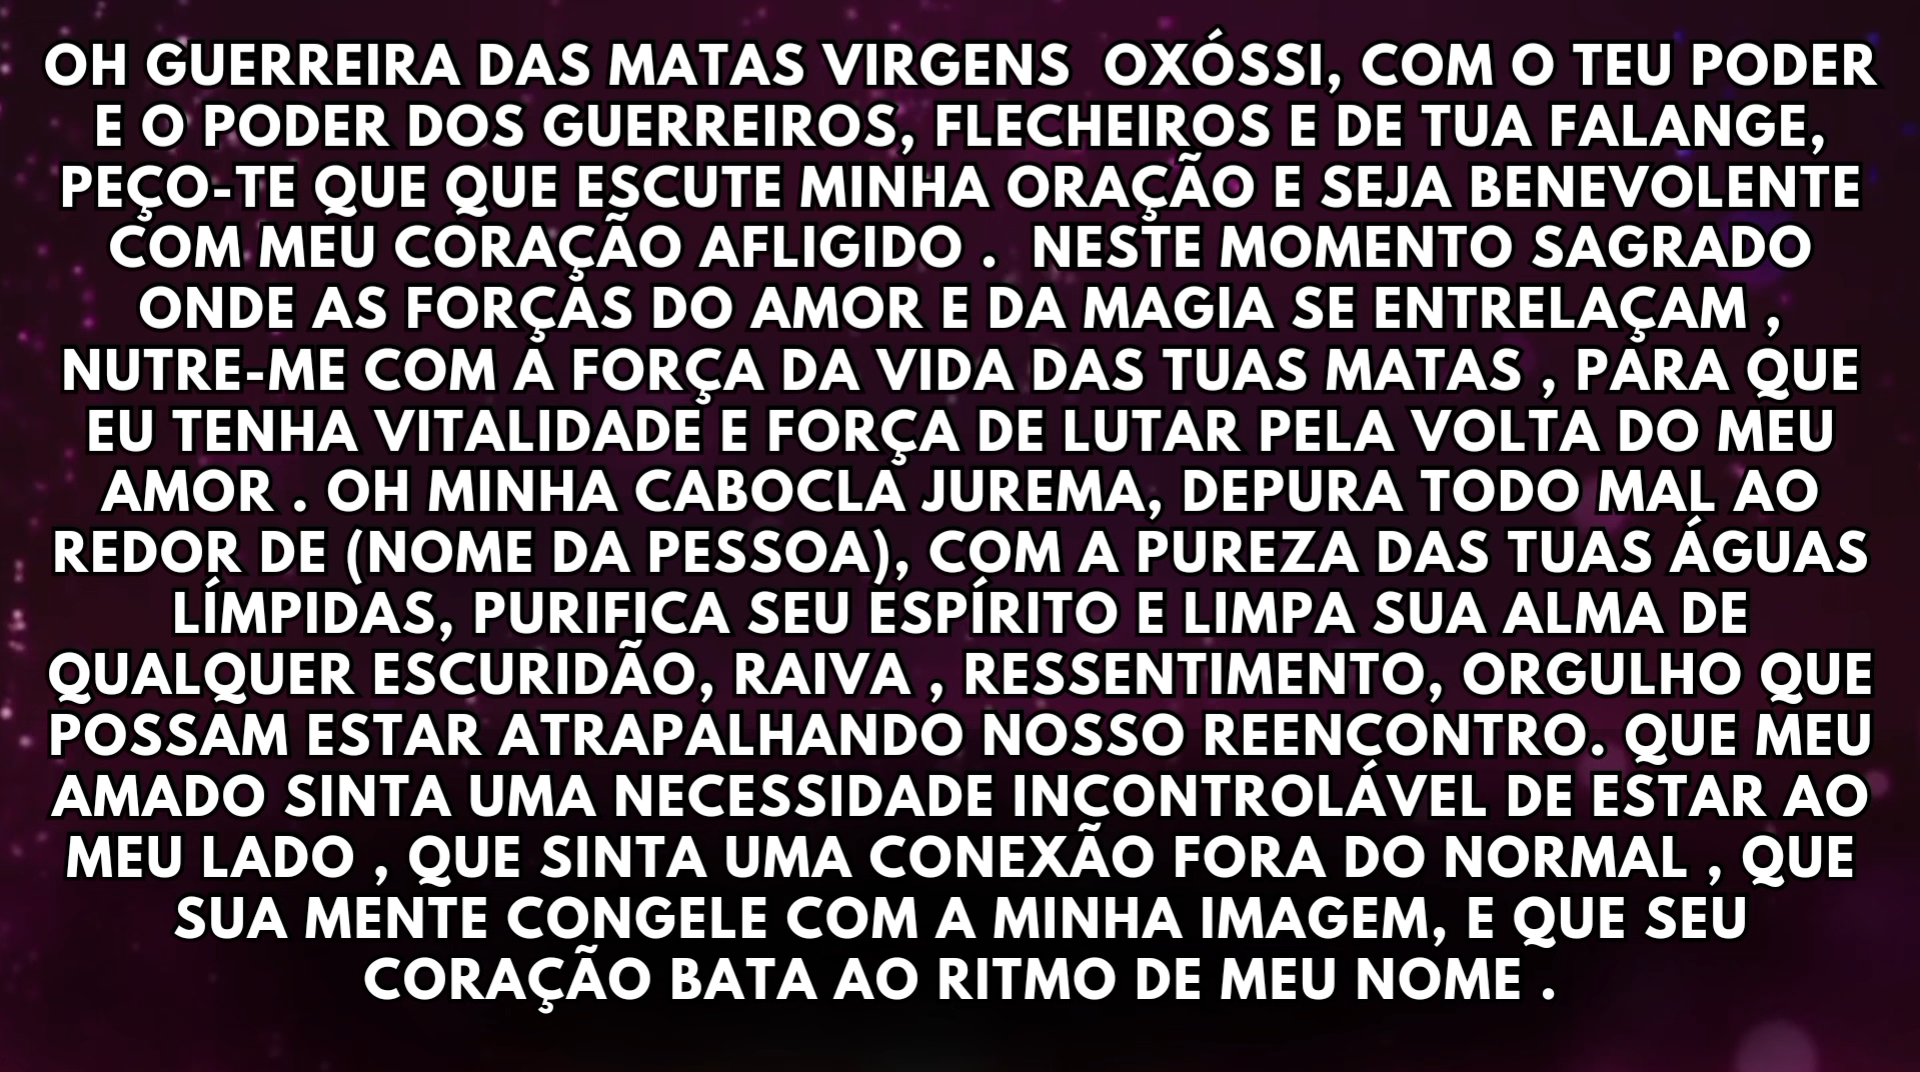 OH GUERREIRA DAS MATAS VIRGENS OXÓSSI, COM O TEU PODER
E O PODER DOS GUERREIROS, FLECHEIROS E DE TUA FALANGE,
PEÇO-TE QUE QUE ESCUTE MINHA ORAÇÃO E SEJA BENEVOLENTE
COM MEU CORAÇÃO AFLIGIDO . NESTE MOMENTO SAGRADO
ONDE AS FORÇAS DO AMOR E DA MAGIA SE ENTRELAÇAM ,
NUTRE-ME COM A FORÇA DA VIDA DAS TUAS MATAS , PARA QUE
EU TENHA VITALIDADE E FORÇA DE LUTAR PELA VOLTA DO MEU
AMOR . OH MINHA CABOCLA JUREMA, DEPURA TODO MAL AO
REDOR DE (NOME DA PESSOA), COM A PUREZA DAS TUAS ÁGUAS
LÍMPIDAS, PURIFICA SEU ESPÍRITO E LIMPA SUA ALMA DE
QUALQUER ESCURIDÃO, RAIVA , RESSENTIMENTO, ORGULHO QUE
POSSAM ESTAR ATRAPALHANDO NOSSO REENCONTRO. QUE MEU
AMADO SINTA UMA NECESSIDADE INCONTROLÁVEL DE ESTAR AO
MEU LADO , QUE SINTA UMA CONEXÃO FORA DO NORMAL , QUE
SUA MENTE CONGELE COM A MINHA IMAGEM, E QUE SEU
CORAÇÃO BATA AO RITMO DE MEU NOME .